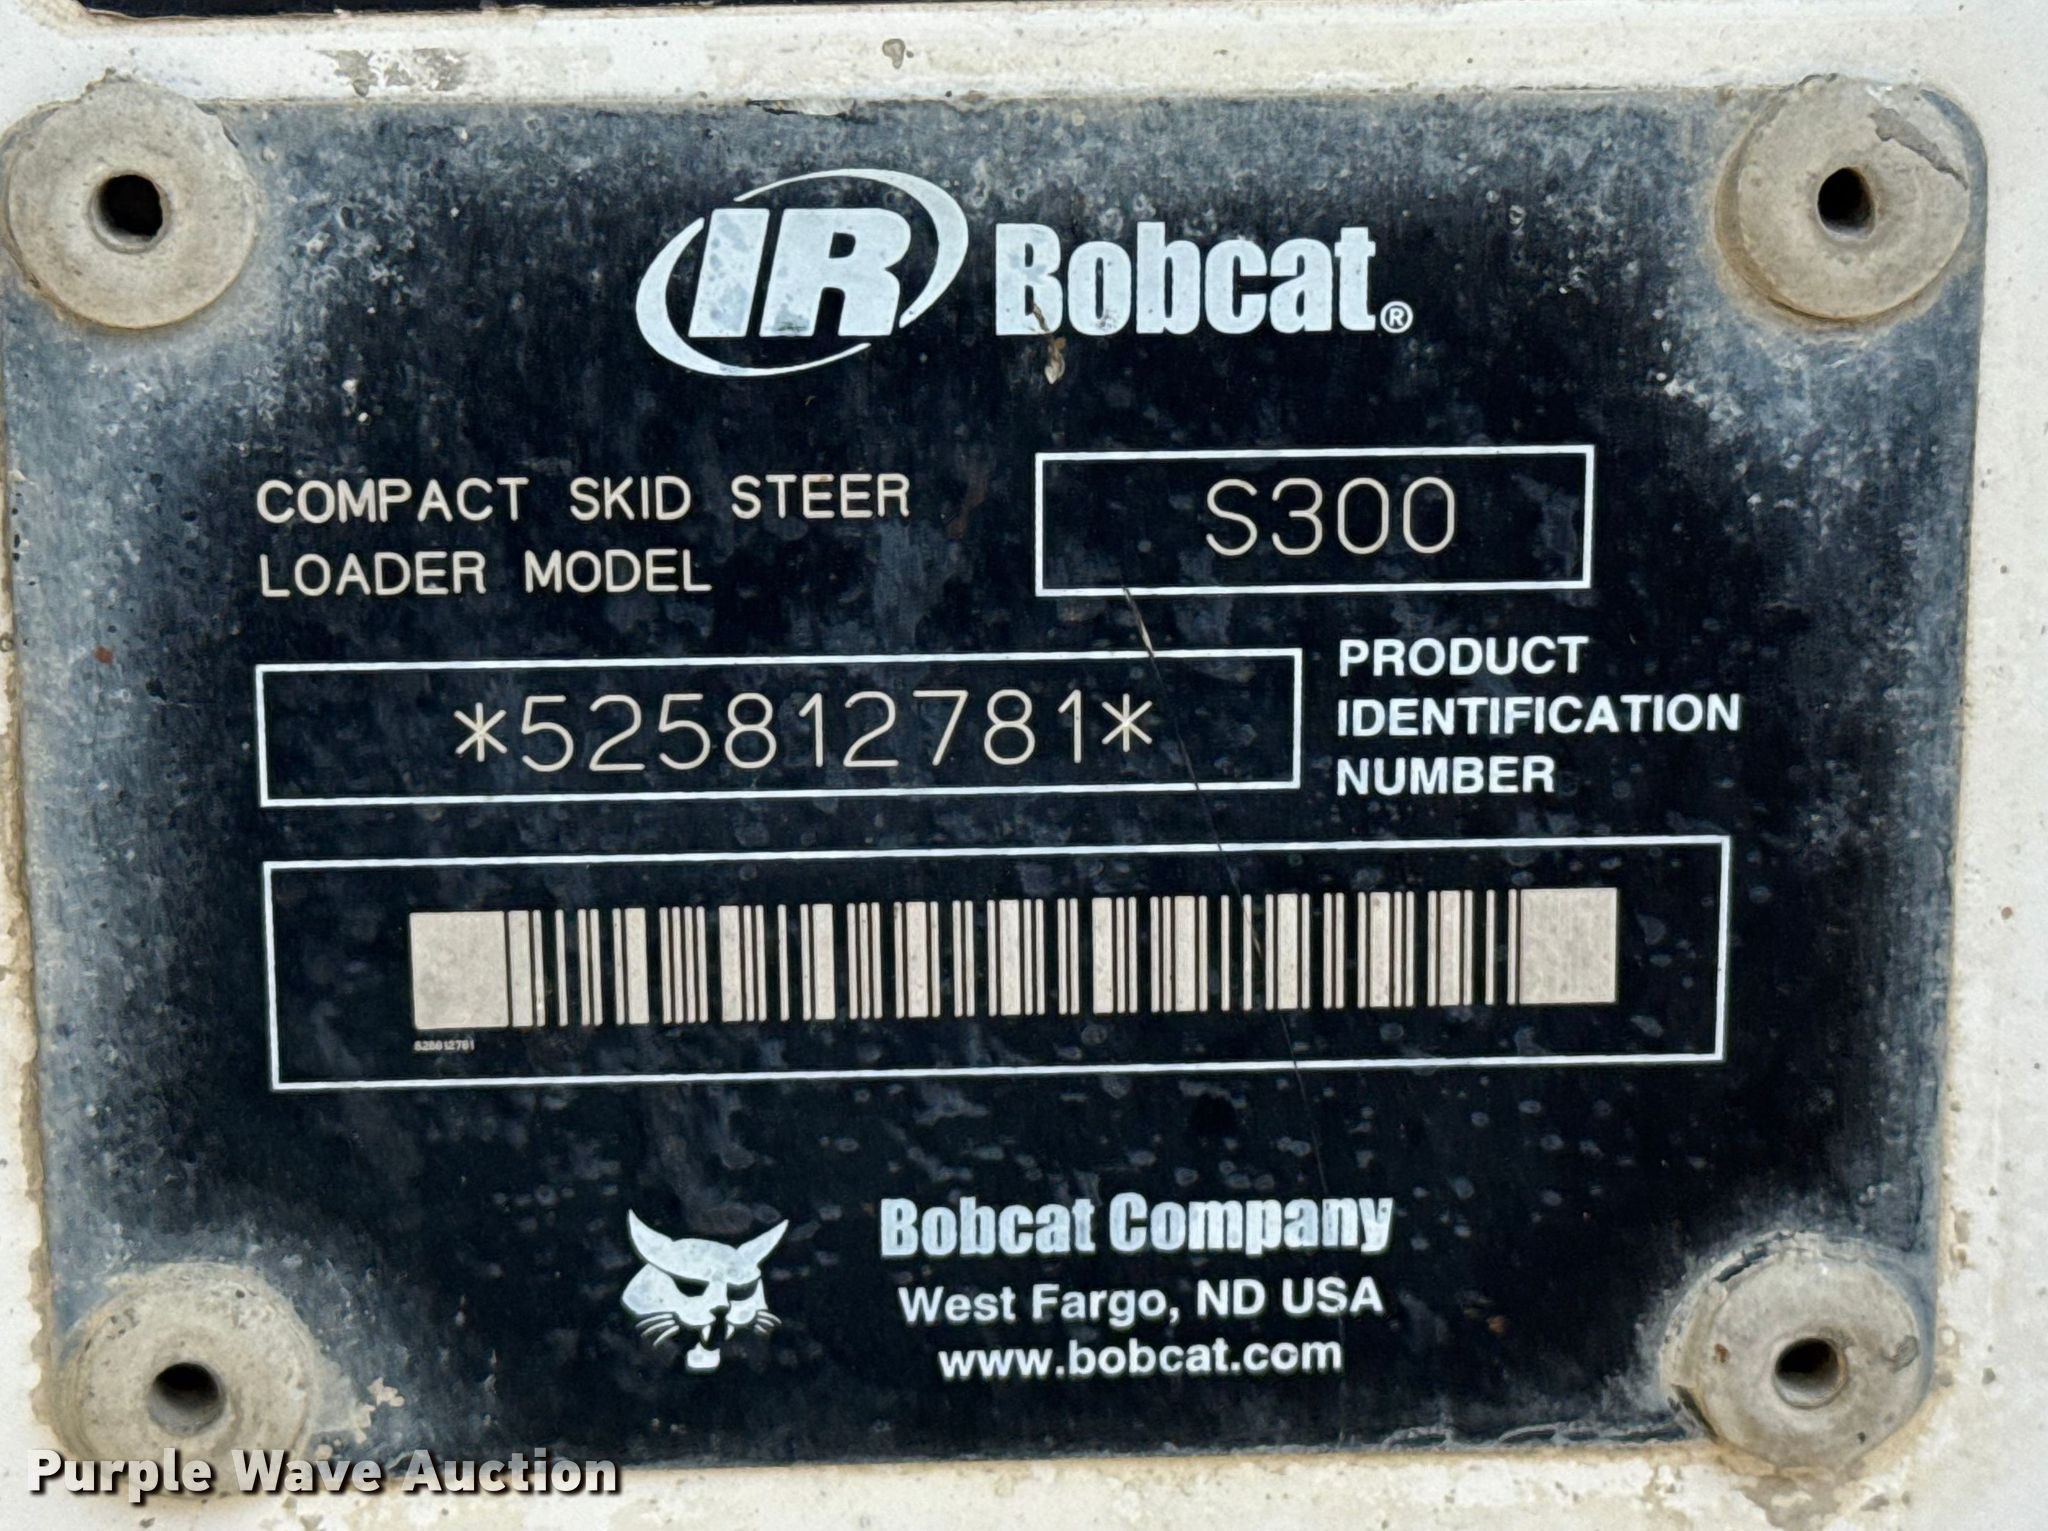 IR Bobcat®
COMPACT SKID STEER
LOADER MODEL
S300
*525812781*
PRODUCT
IDENTIFICATION
NUMBER
525812781
Bobcat Company
West Fargo, ND USA
www.bobcat.com
Purple Wave Auction